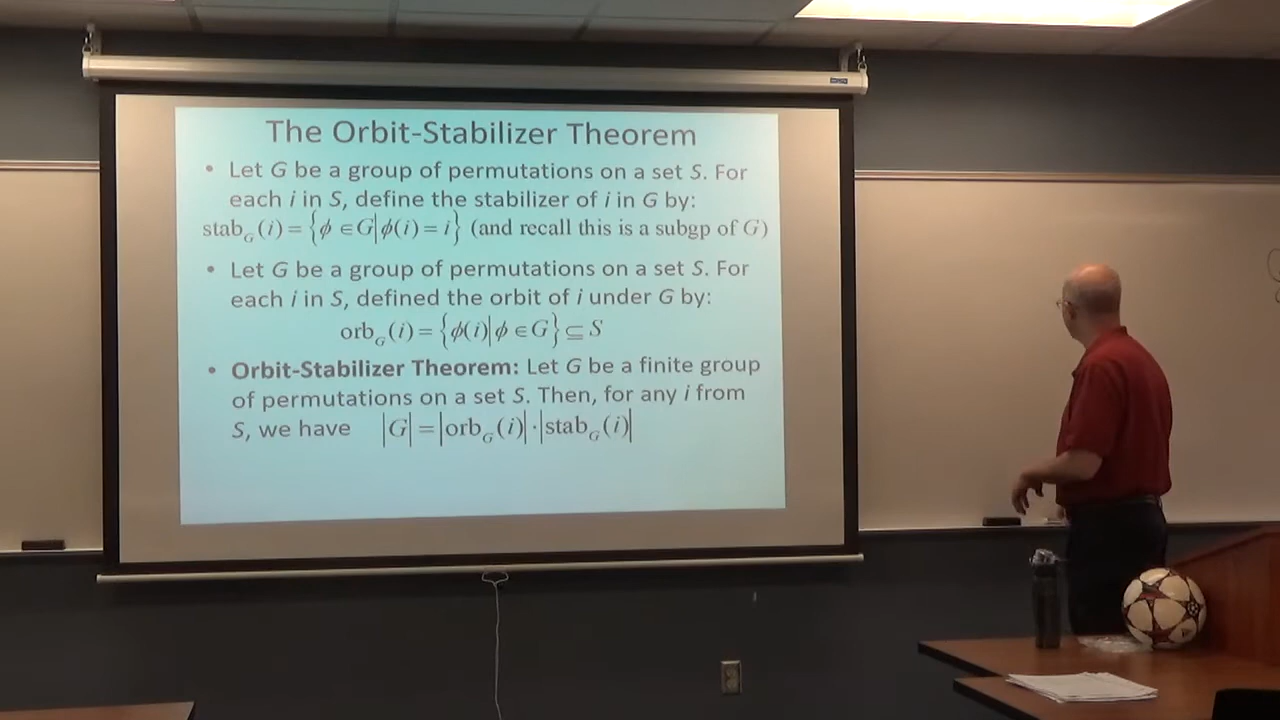 The Orbit-Stabilizer Theorem
• Let G be a group of permutations on a set S. For
each i in S, define the stabilizer of i in G by:
stab_G(i) = {ϕ ∈ G|ϕ(i) = i} (and recall this is a subgp of G)
• Let G be a group of permutations on a set S. For
each i in S, defined the orbit of i under G by:
orb_G(i) = {ϕ(i)|ϕ ∈ G} ⊆ S
• Orbit-Stabilizer Theorem: Let G be a finite group
of permutations on a set S. Then, for any i from
S, we have |G| = |orb_G(i)|·|stab_G(i)|